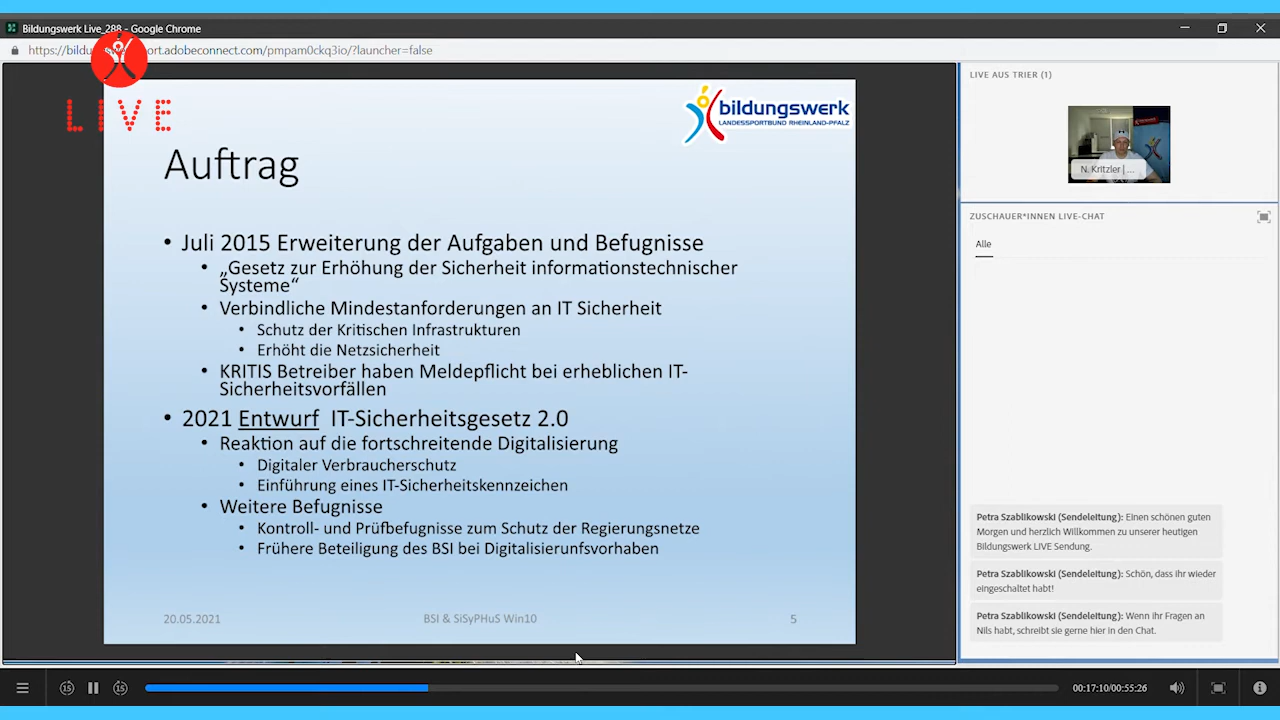 Bildungswerk Live_288 - Google Chrome
https://bildu port.adobeconnect.com/pmpam0ckq3io/?launcher=false
LIVE
bildungswerk
LANDESSPORTBUND RHEINLAND-PFALZ
Auftrag
• Juli 2015 Erweiterung der Aufgaben und Befugnisse
• „Gesetz zur Erhöhung der Sicherheit informationstechnischer
Systeme“
• Verbindliche Mindestanforderungen an IT Sicherheit
• Schutz der Kritischen Infrastrukturen
• Erhöht die Netzsicherheit
• KRITIS Betreiber haben Meldepflicht bei erheblichen IT-
Sicherheitsvorfällen
• 2021 Entwurf IT-Sicherheitsgesetz 2.0
• Reaktion auf die fortschreitende Digitalisierung
• Digitaler Verbraucherschutz
• Einführung eines IT-Sicherheitskennzeichen
• Weitere Befugnisse
• Kontroll- und Prüfbefugnisse zum Schutz der Regierungsnetze
• Frühere Beteiligung des BSI bei Digitalisierunfsvorhaben
20.05.2021
BSI & SiSyPHuS Win10
5
LIVE AUS TRIER (1)
N. Kritzler | ...
ZUSCHAUER*INNEN LIVE-CHAT
Alle
Petra Szablikowski (Sendeleitung): Einen schönen guten
Morgen und herzlich Willkommen zu unserer heutigen
Bildungswerk LIVE Sendung.
Petra Szablikowski (Sendeleitung): Schön, dass ihr wieder
eingeschaltet habt!
Petra Szablikowski (Sendeleitung): Wenn ihr Fragen an
Nils habt, schreibt sie gerne hier in den Chat.
15
15
00:17:10/00:55:26